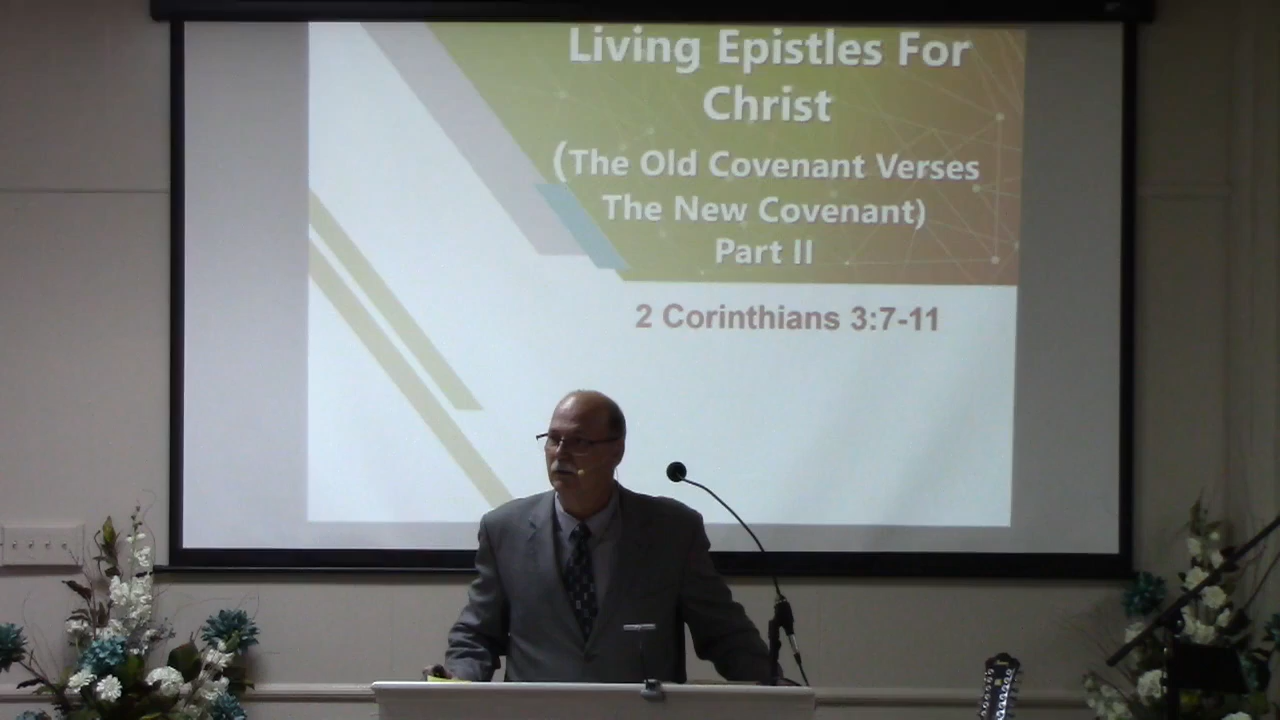 Living Epistles For
Christ
(The Old Covenant Verses
The New Covenant)
Part II
2 Corinthians 3:7-11